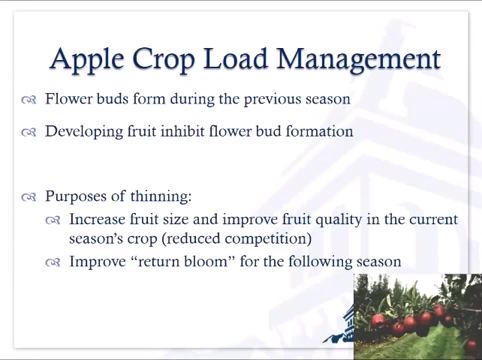 Apple Crop Load Management
Flower buds form during the previous season
Developing fruit inhibit flower bud formation
Purposes of thinning:
Increase fruit size and improve fruit quality in the current
season's crop (reduced competition)
Improve “return bloom” for the following season